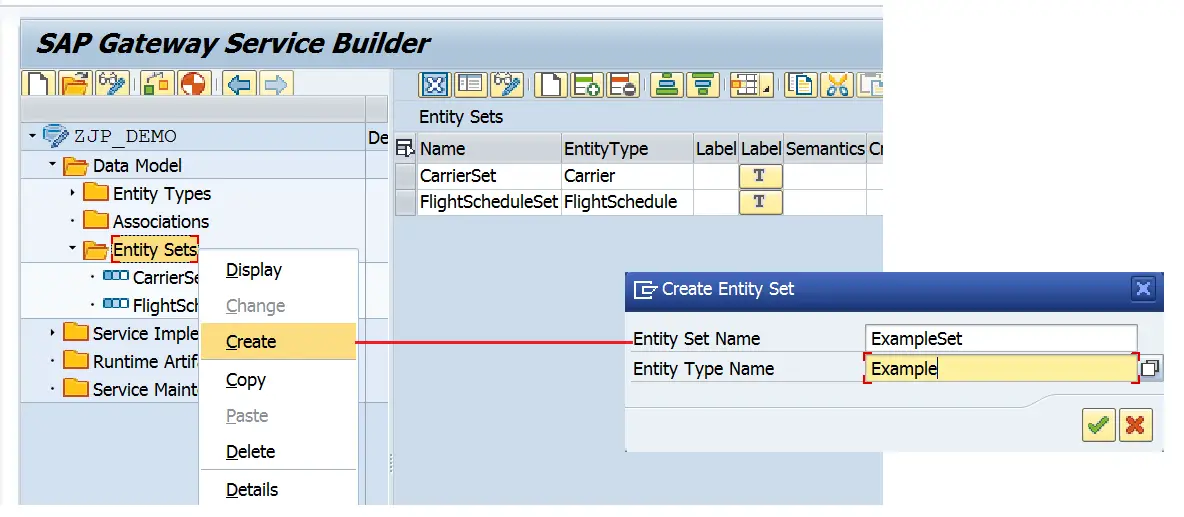 SAP Gateway Service Builder
ZJP_DEMO
De
Data Model
Entity Types
Associations
Entity Sets
CarrierSe
FlightSch
Service Imple
Runtime Artif
Service Maint
Display
Change
Create
Copy
Paste
Delete
Details
Entity Sets
Name EntityType Label Label Semantics Cr
CarrierSet Carrier T
FlightScheduleSet FlightSchedule T
Create Entity Set
Entity Set Name ExampleSet
Entity Type Name Example